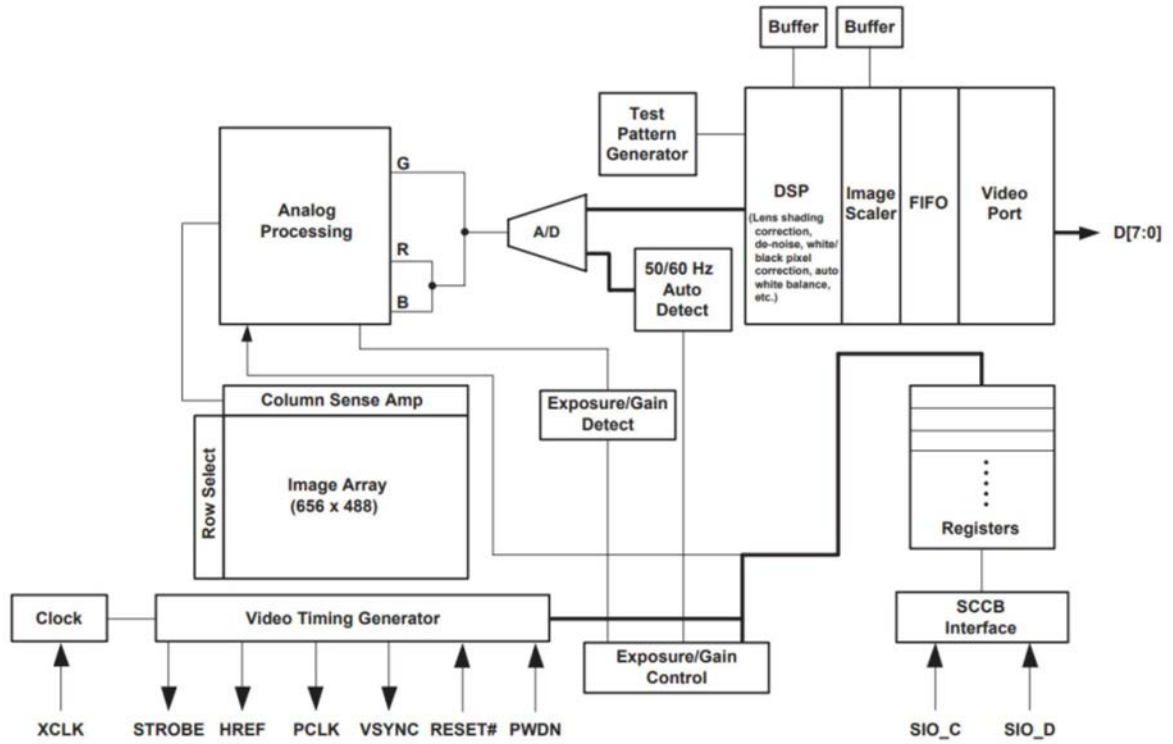 Buffer
Buffer
Test
Pattern
Generator
DSP
(Lens shading
correction,
de-noise, white/
black pixel
correction, auto
white balance,
etc.)
Image
Scaler
FIFO
Video
Port
D[7:0]
G
R
B
Analog
Processing
A/D
50/60 Hz
Auto
Detect
Column Sense Amp
Exposure/Gain
Detect
Row Select
Image Array
(656 x 488)
Registers
Clock
Video Timing Generator
SCCB
Interface
Exposure/Gain
Control
XCLK
STROBE
HREF
PCLK
VSYNC
RESET#
PWDN
SIO_C
SIO_D